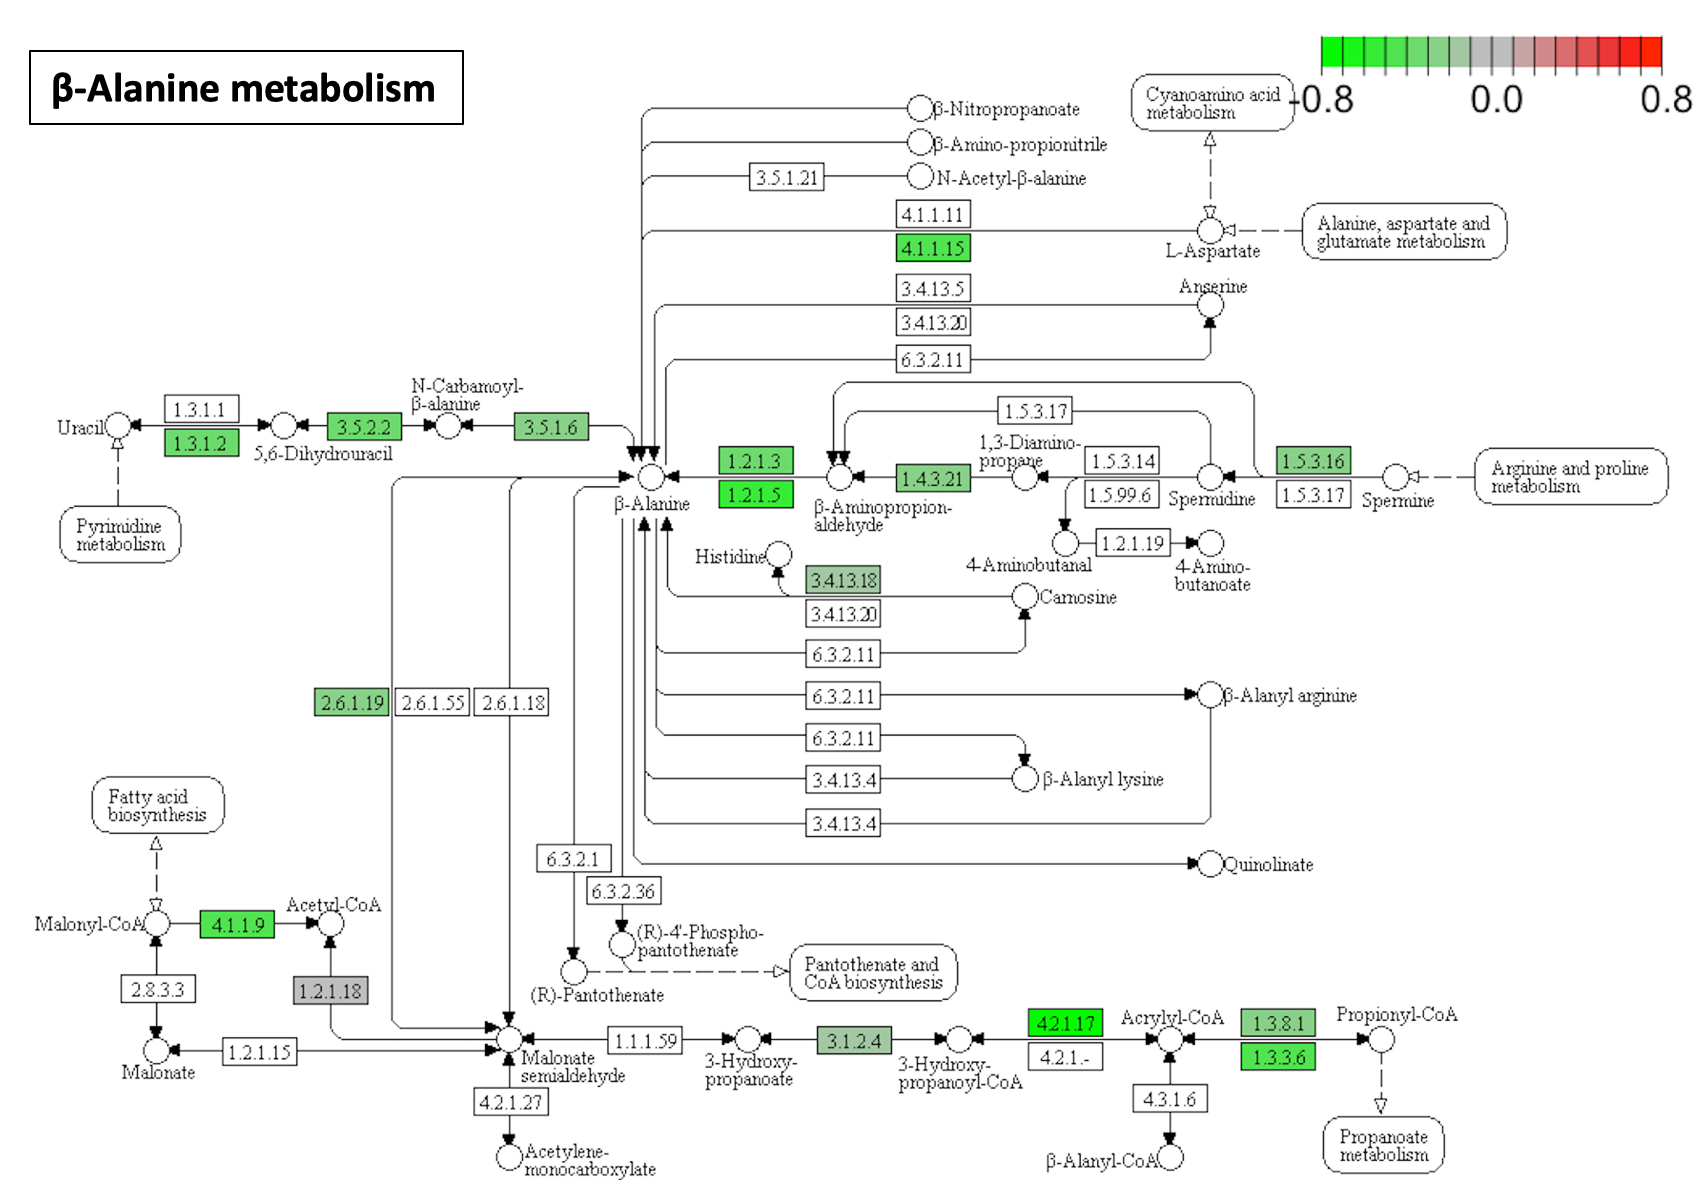 β-Alanine metabolism
-0.8
0.0
0.8
Cyanoamino acid
metabolism
β-Nitropropanoate
β-Amino-propionitrile
3.5.1.21
N-Acetyl-β-alanine
4.1.1.11
4.1.1.15
L-Aspartate
Alanine, aspartate and
glutamate metabolism
3.4.13.5
3.4.13.20
Anserine
6.3.2.11
Uracil
1.3.1.1
1.3.1.2
5,6-Dihydrouracil
3.5.2.2
N-Carbamoyl-
β-alanine
3.5.1.6
Pyrimidine
metabolism
β-Alanine
1.2.1.3
1.2.1.5
β-Aminopropion-
aldehyde
1.4.3.21
1,3-Diamino-
propane
1.5.3.17
1.5.3.14
1.5.99.6
Spermidine
1.5.3.16
1.5.3.17
Spermine
Arginine and proline
metabolism
4-Aminobutanal
1.2.1.19
4-Amino-
butanoate
Histidine
3.4.13.18
3.4.13.20
Carnosine
6.3.2.11
6.3.2.11
β-Alanyl arginine
6.3.2.11
3.4.13.4
β-Alanyl lysine
3.4.13.4
2.6.1.19
2.6.1.55
2.6.1.18
6.3.2.1
6.3.2.36
Quinolinate
Fatty acid
biosynthesis
Malonyl-CoA
4.1.1.9
Acetyl-CoA
2.8.3.3
1.2.1.18
(R)-4'-Phospho-
pantothenate
(R)-Pantothenate
Pantothenate and
CoA biosynthesis
Malonate
1.2.1.15
Malonate
semialdehyde
1.1.1.59
3-Hydroxy-
propanoate
3.1.2.4
3-Hydroxy-
propanoyl-CoA
4.2.1.17
4.2.1.-
Acrylyl-CoA
1.3.8.1
1.3.3.6
Propionyl-CoA
4.2.1.27
Acetylene-
monocarboxylate
4.3.1.6
β-Alanyl-CoA
Propanoate
metabolism